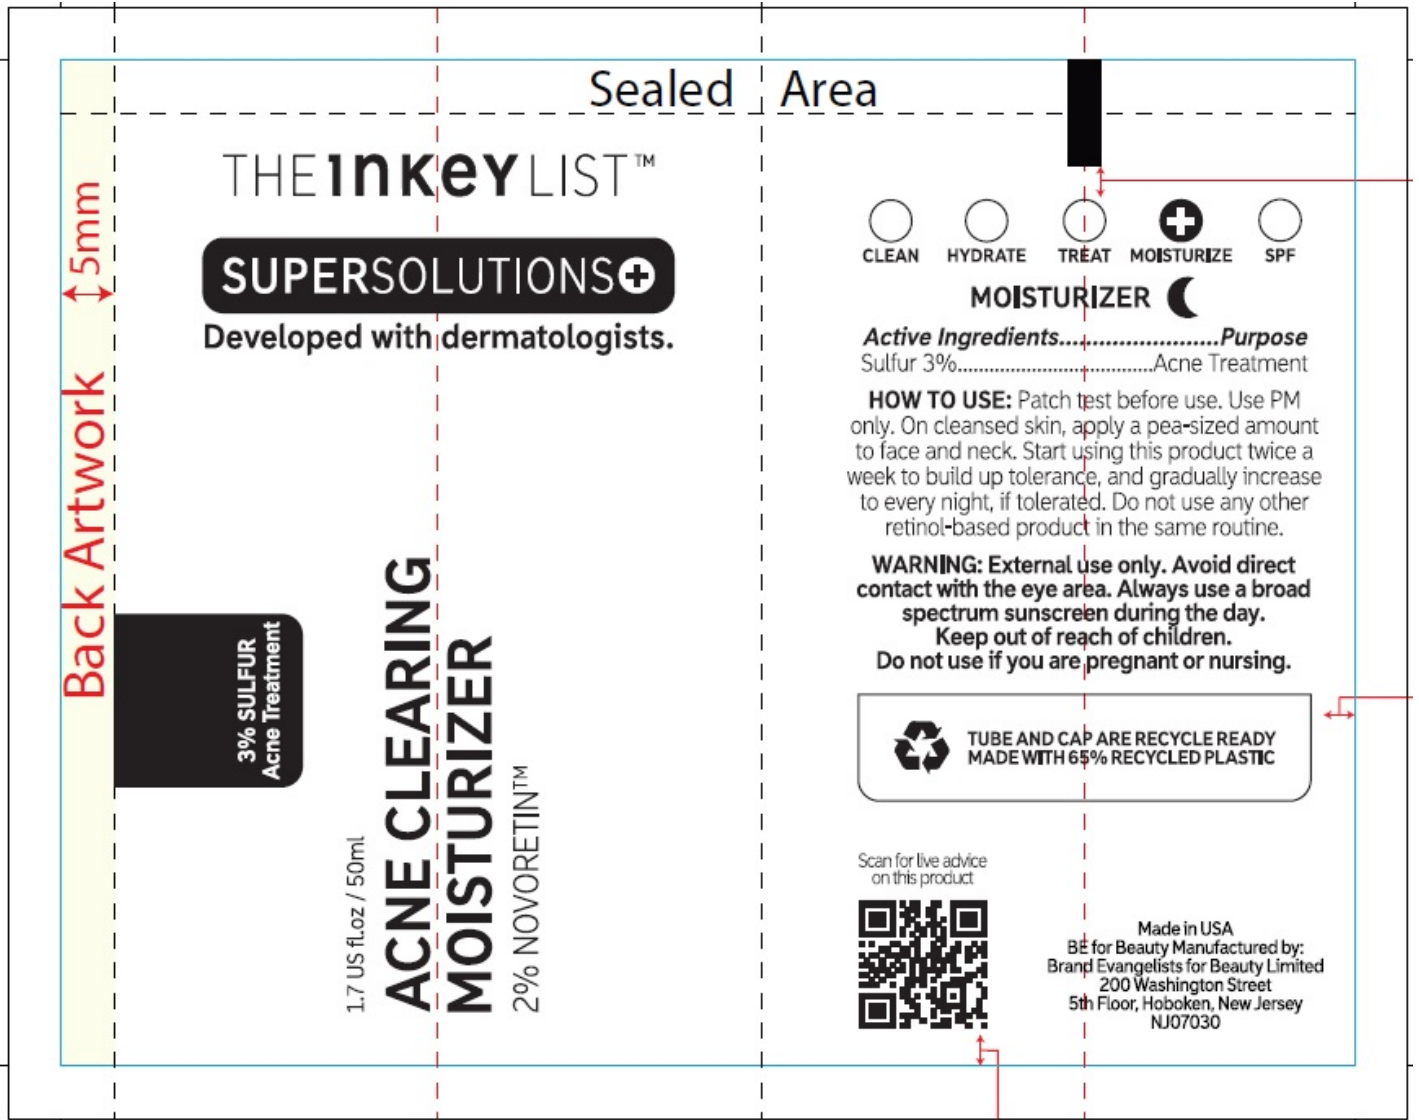 Sealed Area
Back Artwork
5mm
THE INKEY LIST™
SUPERSOLUTIONS+
Developed with dermatologists.
3% SULFUR
Acne Treatment
1.7 US fl.oz / 50ml
ACNE CLEARING
MOISTURIZER
2% NOVORETIN™
CLEAN HYDRATE TREAT MOISTURIZE SPF
MOISTURIZER
Active Ingredients........................Purpose
Sulfur 3%....................................Acne Treatment
HOW TO USE: Patch test before use. Use PM
only. On cleansed skin, apply a pea-sized amount
to face and neck. Start using this product twice a
week to build up tolerance, and gradually increase
to every night, if tolerated. Do not use any other
retinol-based product in the same routine.
WARNING: External use only. Avoid direct
contact with the eye area. Always use a broad
spectrum sunscreen during the day.
Keep out of reach of children.
Do not use if you are pregnant or nursing.
TUBE AND CAP ARE RECYCLE READY
MADE WITH 65% RECYCLED PLASTIC
Scan for live advice
on this product
Made in USA
BE for Beauty Manufactured by:
Brand Evangelists for Beauty Limited
200 Washington Street
5th Floor, Hoboken, New Jersey
NJ07030